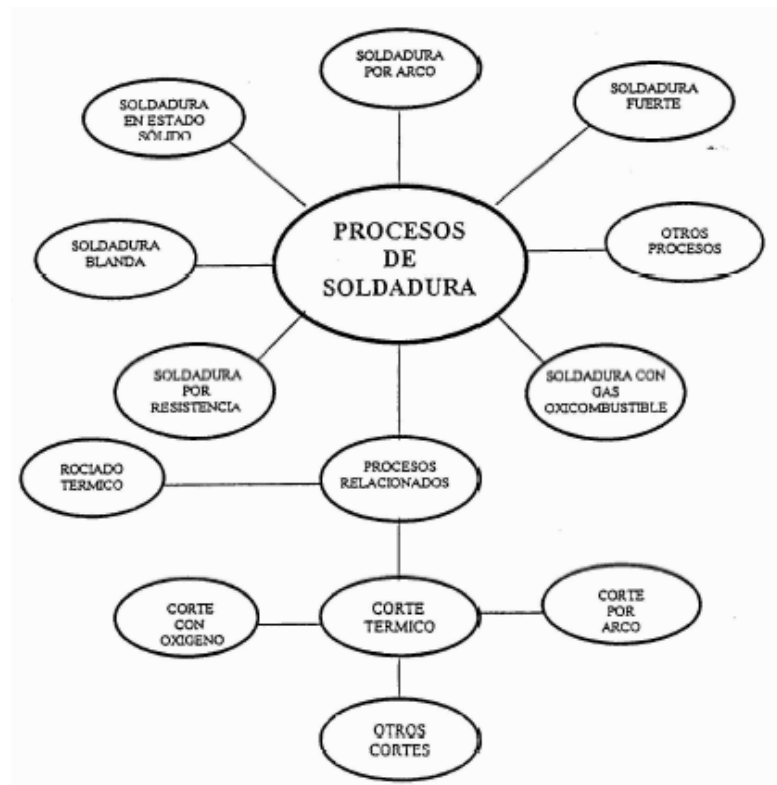 SOLDADURA
POR ARCO
SOLDADURA
FUERTE
SOLDADURA
EN ESTADO
SÓLIDO
PROCESOS
DE
SOLDADURA
OTROS
PROCESOS
SOLDADURA
BLANDA
SOLDADURA
POR
RESISTENCIA
SOLDADURA CON
GAS
OXICOMBUSTIBLE
PROCESOS
RELACIONADOS
ROCIADO
TERMICO
CORTE
CON
OXIGENO
CORTE
TERMICO
CORTE
POR
ARCO
OTROS
CORTES